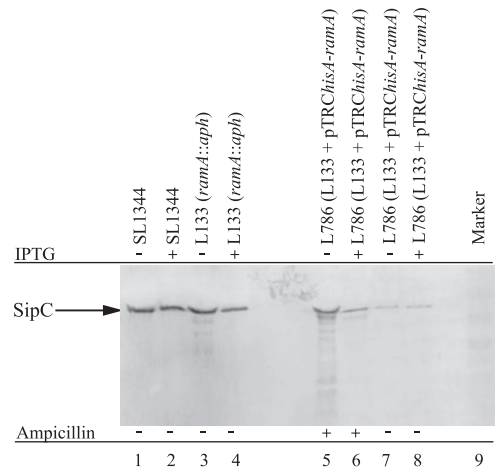 SL1344
SL1344
L133 (ramA::aph)
L133 (ramA::aph)
L786 (L133 + pTRChisA-ramA)
L786 (L133 + pTRChisA-ramA)
L786 (L133 + pTRChisA-ramA)
L786 (L133 + pTRChisA-ramA)
Marker
IPTG - + - + - + - +
SipC
Ampicillin - - - - + + - -
1 2 3 4 5 6 7 8 9